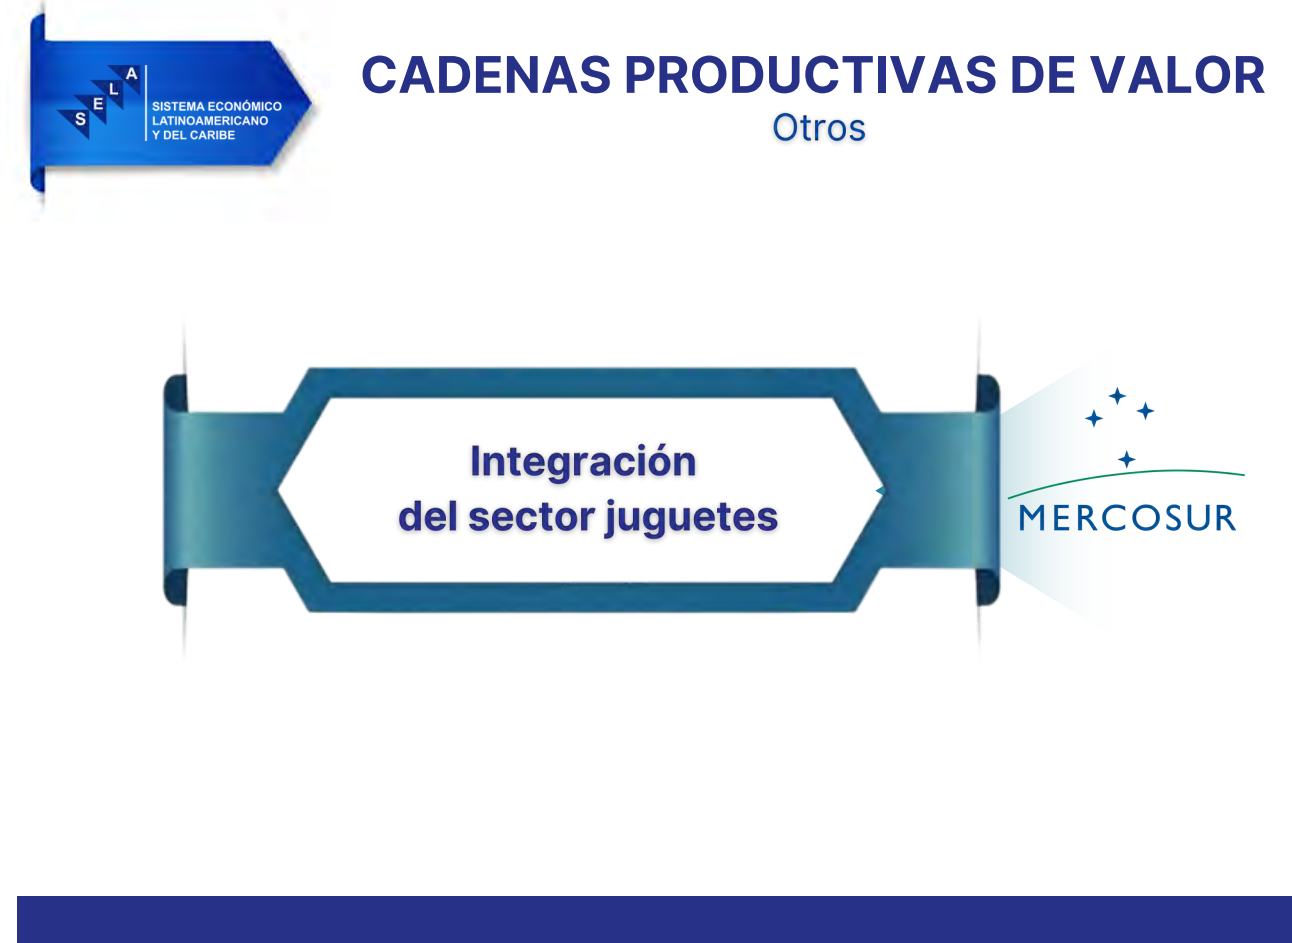 S E L A
SISTEMA ECONÓMICO
LATINOAMERICANO
Y DEL CARIBE
CADENAS PRODUCTIVAS DE VALOR
Otros
Integración
del sector juguetes
MERCOSUR